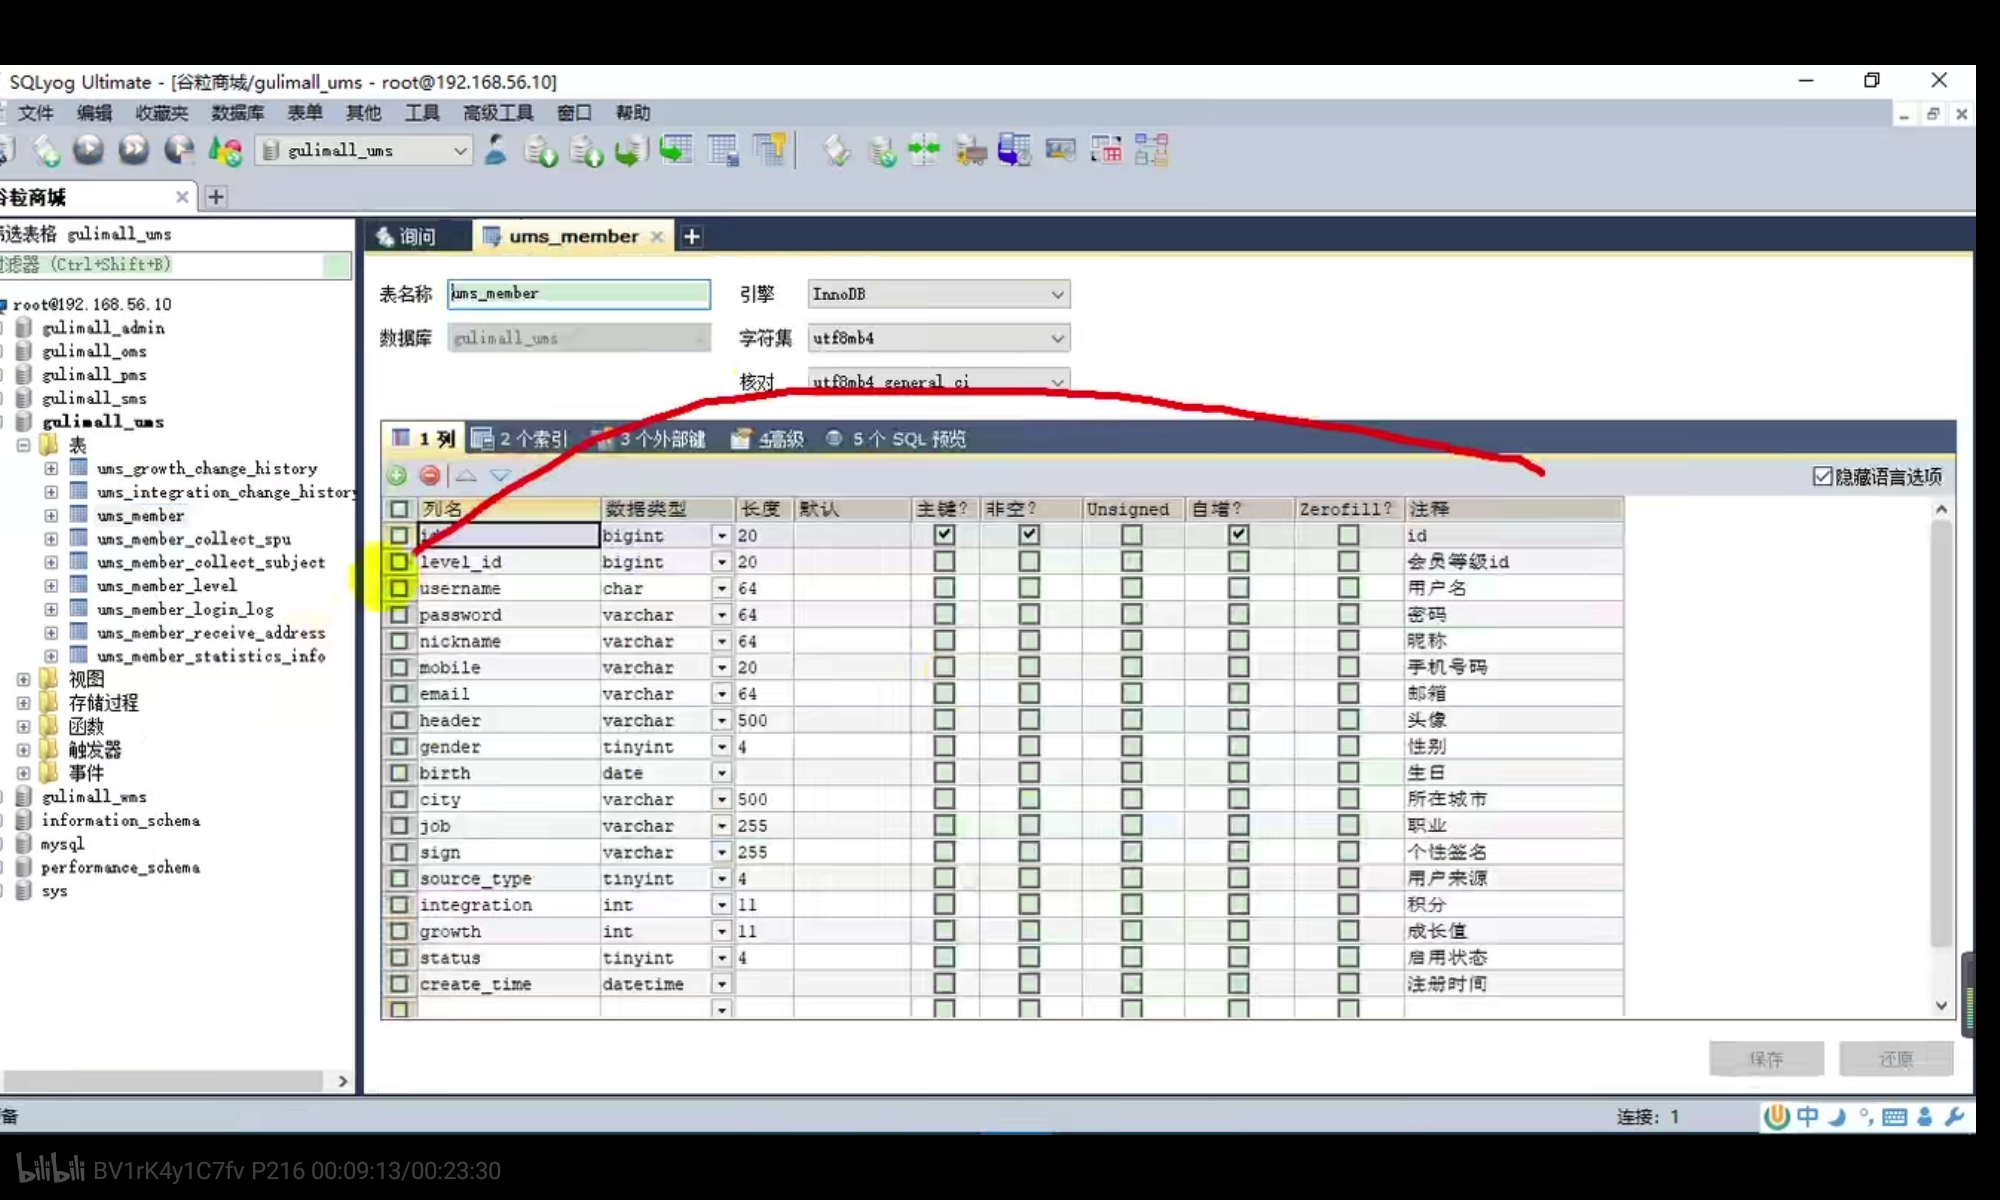 SQLyog Ultimate - [谷粒商城/gulimall_ums - root@192.168.56.10]
文件 编辑 收藏夹 数据库 表单 其他 工具 高级工具 窗口 帮助
gulimall_ums
谷粒商城
筛选表格 gulimall_ums
过滤器 (Ctrl+Shift+B)
root@192.168.56.10
gulimall_admin
gulimall_oms
gulimall_pms
gulimall_sms
gulimall_ums
表
ums_growth_change_history
ums_integration_change_history
ums_member
ums_member_collect_spu
ums_member_collect_subject
ums_member_level
ums_member_login_log
ums_member_receive_address
ums_member_statistics_info
视图
存储过程
函数
触发器
事件
gulimall_wms
information_schema
mysql
performance_schema
sys
询问 ums_member
表名称 ums_member 引擎 InnoDB
数据库 gulimall_ums 字符集 utf8mb4
核对 utf8mb4_general_ci
1 列 2 个索引 3 个外部键 4高级 5 个 SQL 预览
隐藏语言选项
列名 数据类型 长度 默认 主键? 非空? Unsigned 自增? Zerofill? 注释
id bigint 20 id
level_id bigint 20 会员等级id
username char 64 用户名
password varchar 64 密码
nickname varchar 64 昵称
mobile varchar 20 手机号码
email varchar 64 邮箱
header varchar 500 头像
gender tinyint 4 性别
birth date 生日
city varchar 500 所在城市
job varchar 255 职业
sign varchar 255 个性签名
source_type tinyint 4 用户来源
integration int 11 积分
growth int 11 成长值
status tinyint 4 启用状态
create_time datetime 注册时间
保存 还原
备 连接: 1 中
bilibili BV1rK4y1C7fv P216 00:09:13/00:23:30